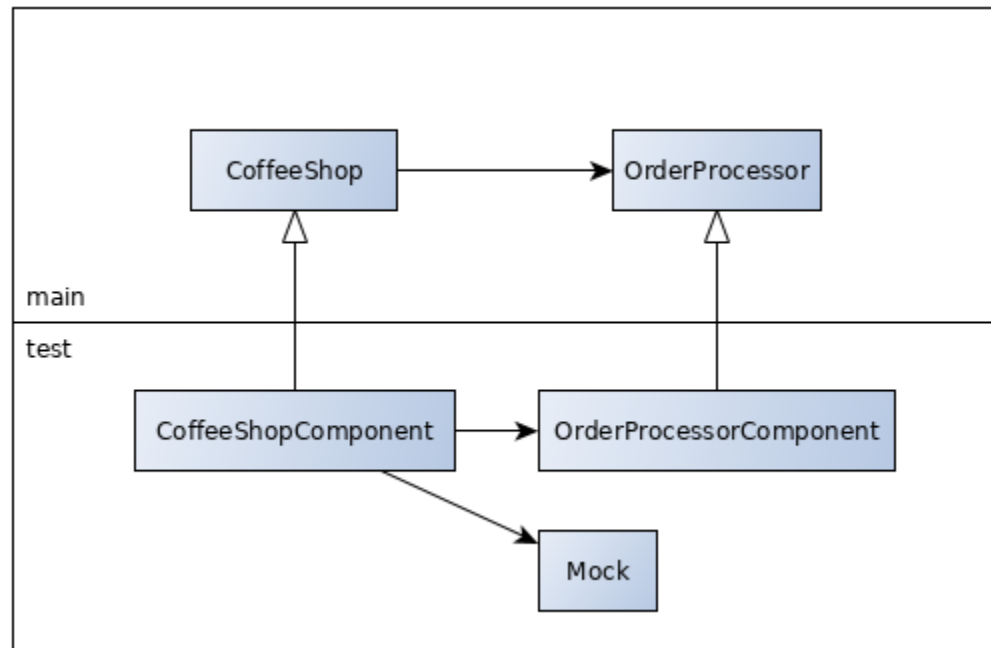 CoffeeShop
OrderProcessor
main
test
CoffeeShopComponent
OrderProcessorComponent
Mock